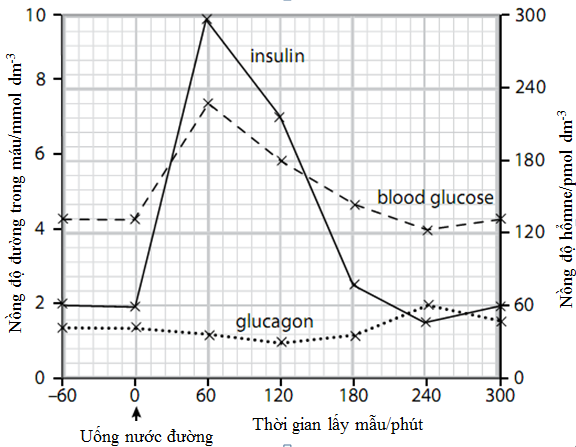 10
8
6
4
2
0
300
240
180
120
60
0
insulin
blood glucose
glucagon
-60 0 60 120 180 240 300
Nồng độ đường trong máu/mmol dm-3
Nồng độ hỏmne/pmol dm-3
Thời gian lấy mẫu/phút
Uống nước đường